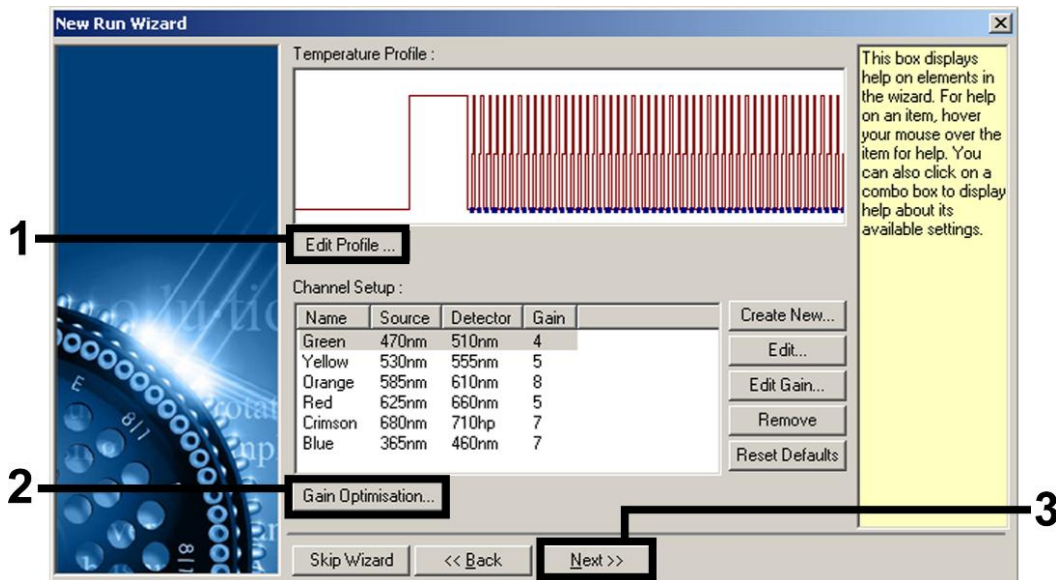 New Run Wizard
Temperature Profile :
This box displays
help on elements in
the wizard. For help
on an item, hover
your mouse over the
item for help. You
can also click on a
combo box to display
help about its
available settings.
1
Edit Profile ...
Channel Setup :
Name Source Detector Gain
Green 470nm 510nm 4
Yellow 530nm 555nm 5
Orange 585nm 610nm 8
Red 625nm 660nm 5
Crimson 680nm 710hp 7
Blue 365nm 460nm 7
Create New...
Edit...
Edit Gain...
Remove
Reset Defaults
2
Gain Optimisation...
3
Skip Wizard
<< Back
Next >>
E
8/1
8/1